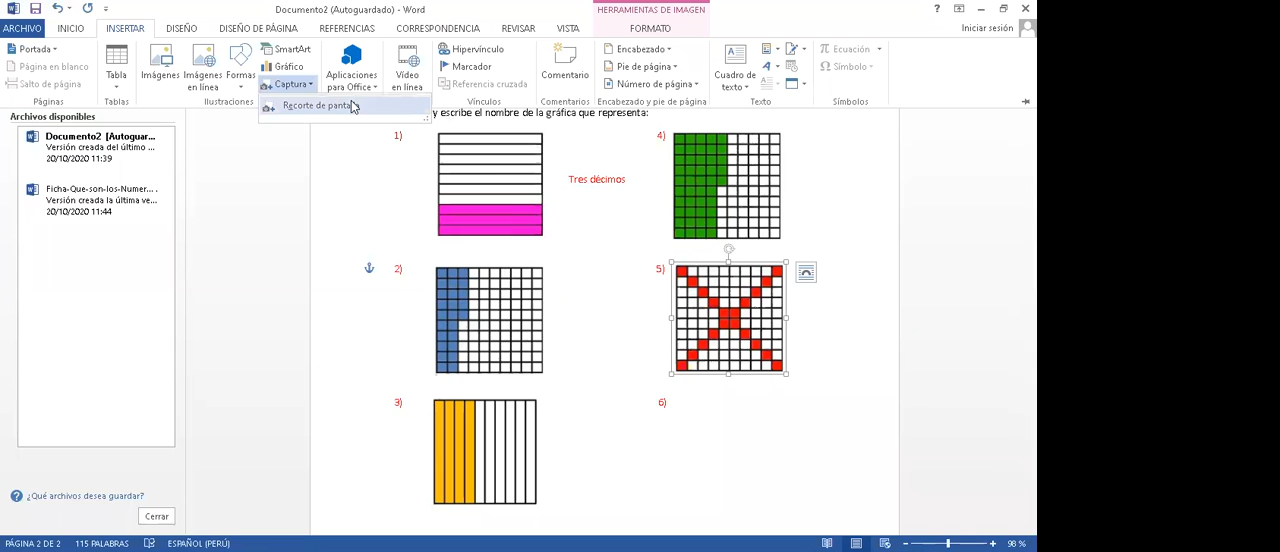 Documento2 (Autoguardado) - Word
HERRAMIENTAS DE IMAGEN
ARCHIVO INICIO INSERTAR DISEÑO DISEÑO DE PÁGINA REFERENCIAS CORRESPONDENCIA REVISAR VISTA FORMATO Iniciar sesión
Portada
Página en blanco
Salto de página
Páginas
Tabla
Tablas
Imágenes
Imágenes en línea
Formas
SmartArt
Gráfico
Captura
Ilustraciones
Recorte de panta
Aplicaciones para Office
Vídeo en línea
Hipervínculo
Marcador
Referencia cruzada
Vínculos
Comentario
Comentarios
Encabezado
Pie de página
Número de página
Encabezado y pie de página
Cuadro de texto
Texto
Ecuación
Símbolo
Símbolos
Archivos disponibles
Documento2 [Autoguar...
Versión creada del último ...
20/10/2020 11:39
Ficha-Que-son-los-Numer... .
Versión creada la última ve...
20/10/2020 11:44
¿Qué archivos desea guardar?
Cerrar
y escribe el nombre de la gráfica que representa:
1)
Tres décimos
4)
2)
5)
3)
6)
PÁGINA 2 DE 2 115 PALABRAS ESPAÑOL (PERÚ) 98 %